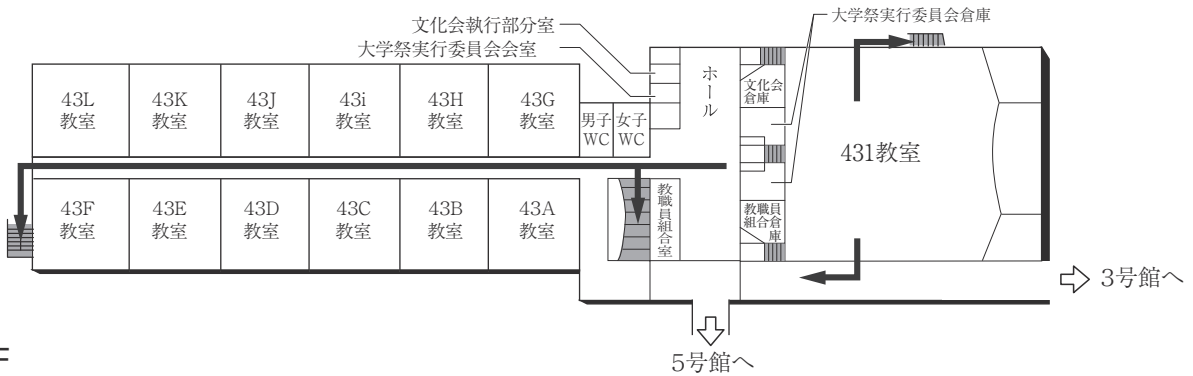 文化会執行部分室
大学祭実行委員会会室
大学祭実行委員会倉庫
43L
教室
43K
教室
43J
教室
43i
教室
43H
教室
43G
教室
男子
WC
女子
WC
ホール
文化会
倉庫
431教室
43F
教室
43E
教室
43D
教室
43C
教室
43B
教室
43A
教室
教職員組合室
教職員
組合倉庫
3号館へ
5号館へ